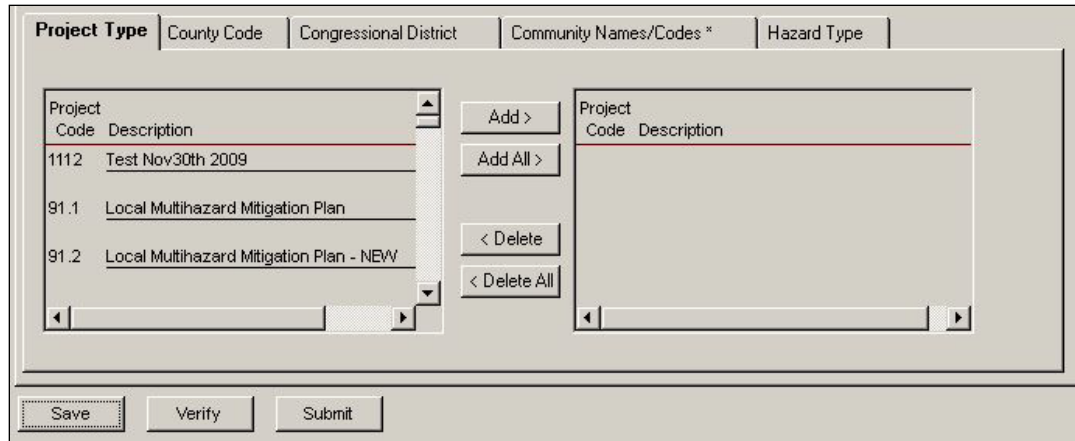 Project Type County Code Congressional District Community Names/Codes * Hazard Type
Project
Code Description
1112 Test Nov30th 2009
91.1 Local Multihazard Mitigation Plan
91.2 Local Multihazard Mitigation Plan - NEW
Add >
Add All >
< Delete
< Delete All
Project
Code Description
Save Verify Submit